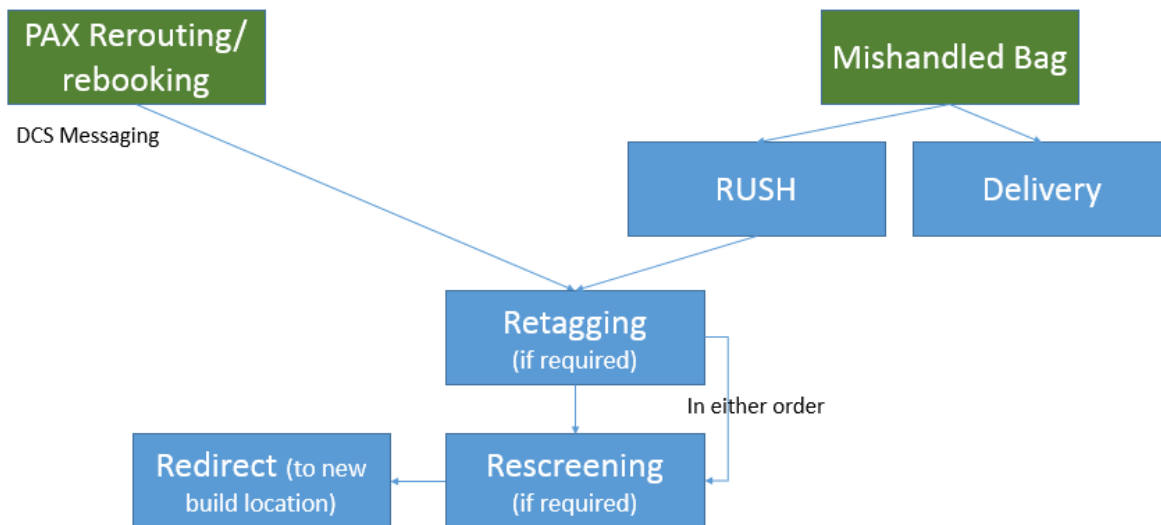 PAX Rerouting/
rebooking
Mishandled Bag
DCS Messaging
RUSH
Delivery
Retagging
(if required)
In either order
Redirect (to new
build location)
Rescreening
(if required)